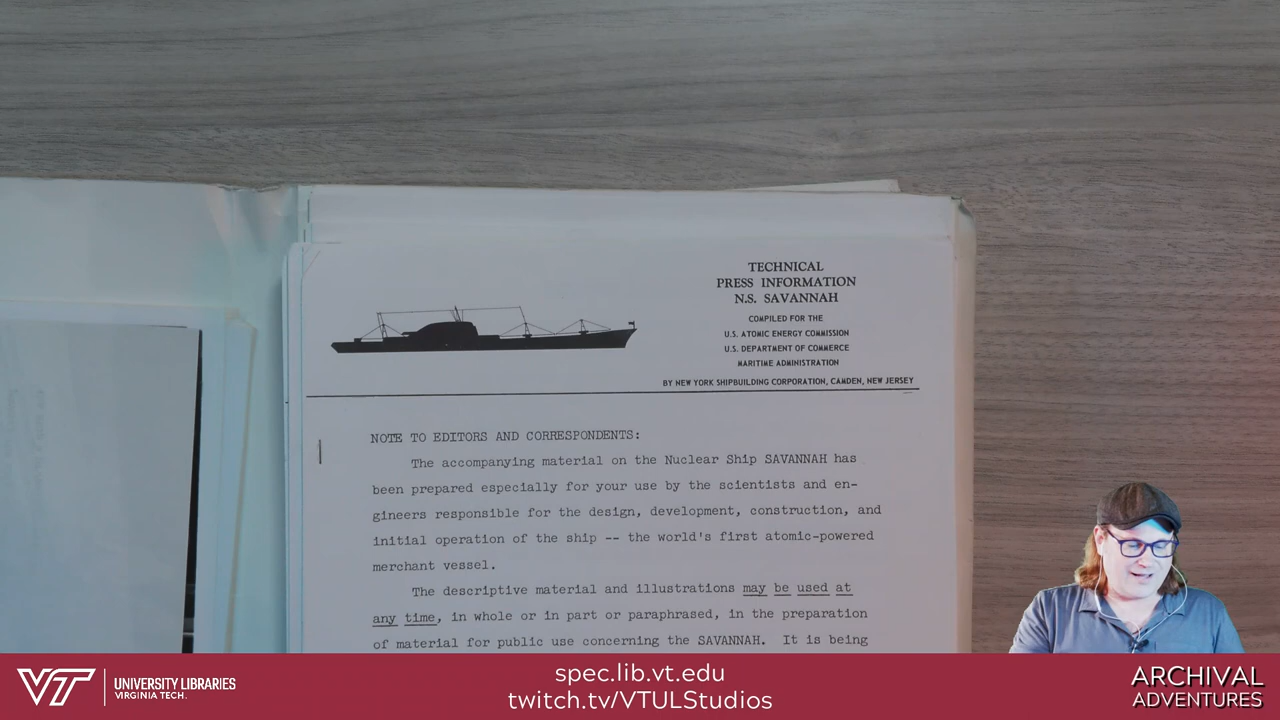 TECHNICAL
PRESS INFORMATION
N.S. SAVANNAH
COMPILED FOR THE
U.S. ATOMIC ENERGY COMMISSION
U.S. DEPARTMENT OF COMMERCE
MARITIME ADMINISTRATION
BY NEW YORK SHIPBUILDING CORPORATION, CAMDEN, NEW JERSEY
NOTE TO EDITORS AND CORRESPONDENTS:
The accompanying material on the Nuclear Ship SAVANNAH has
been prepared especially for your use by the scientists and en-
gineers responsible for the design, development, construction, and
initial operation of the ship -- the world's first atomic-powered
merchant vessel.
The descriptive material and illustrations may be used at
any time, in whole or in part or paraphrased, in the preparation
of material for public use concerning the SAVANNAH. It is being
VT UNIVERSITY LIBRARIES
VIRGINIA TECH.
spec.lib.vt.edu
twitch.tv/VTULStudios
ARCHIVAL
ADVENTURES